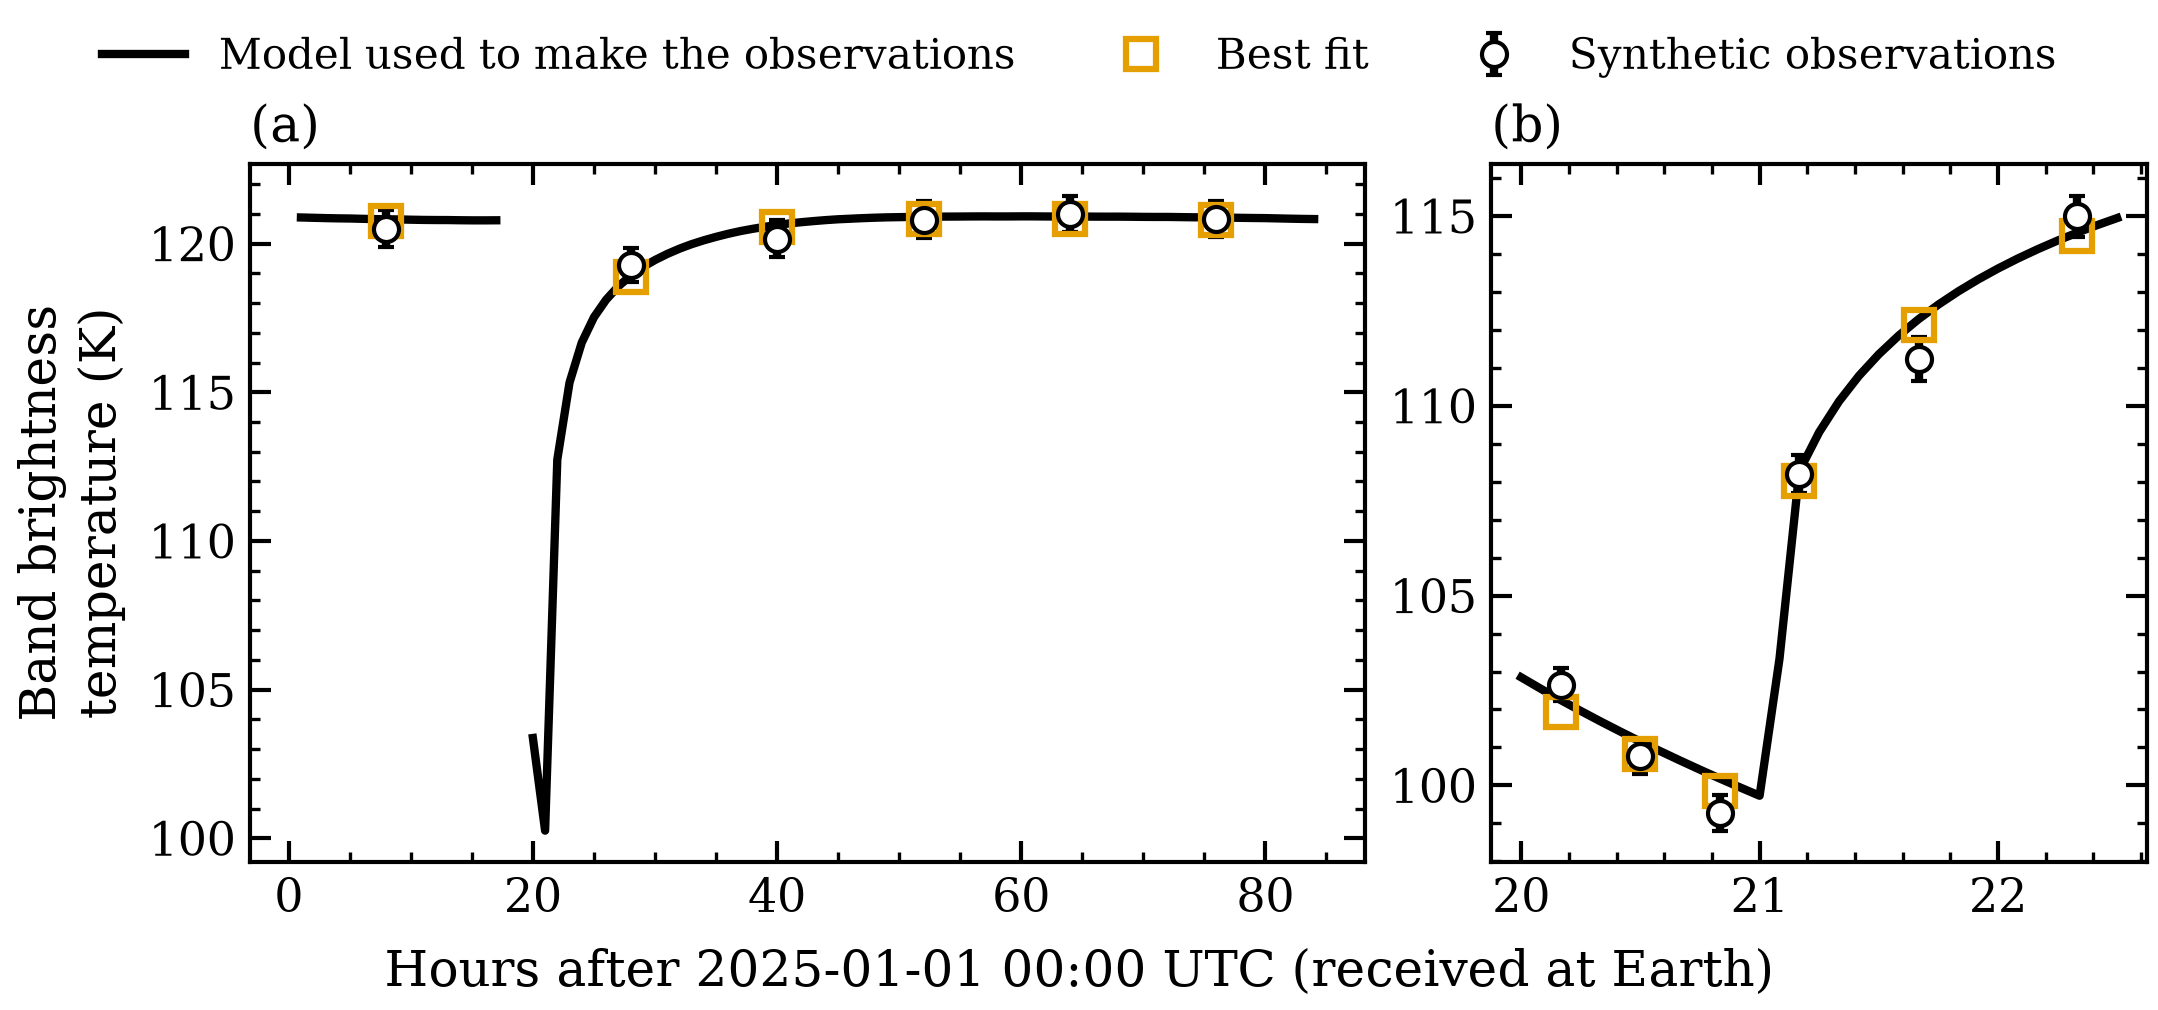 Model used to make the observations
Best fit
Synthetic observations
(a)
(b)
Band brightness
temperature (K)
120
115
110
105
100
0
20
40
60
80
115
110
105
100
20
21
22
Hours after 2025-01-01 00:00 UTC (received at Earth)